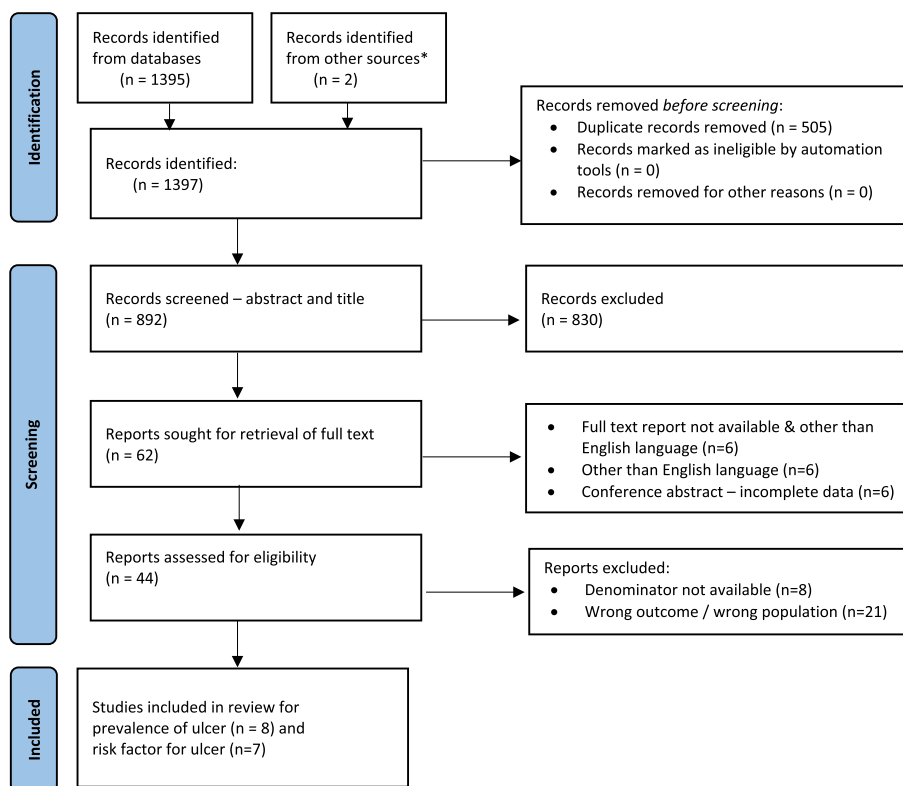 Identification
Records identified
from databases
(n = 1395)
Records identified
from other sources*
(n = 2)
Records identified:
(n = 1397)
Records removed before screening:
• Duplicate records removed (n = 505)
• Records marked as ineligible by automation
tools (n = 0)
• Records removed for other reasons (n = 0)
Screening
Records screened – abstract and title
(n = 892)
Records excluded
(n = 830)
Reports sought for retrieval of full text
(n = 62)
• Full text report not available & other than
English language (n=6)
• Other than English language (n=6)
• Conference abstract – incomplete data (n=6)
Reports assessed for eligibility
(n = 44)
Reports excluded:
• Denominator not available (n=8)
• Wrong outcome / wrong population (n=21)
Included
Studies included in review for
prevalence of ulcer (n = 8) and
risk factor for ulcer (n=7)